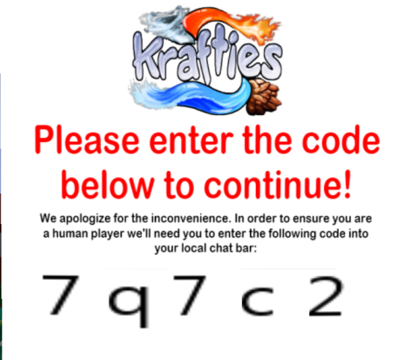 Krafties
Please enter the code
below to continue!
We apologize for the inconvenience. In order to ensure you are
a human player we'll need you to enter the following code into
your local chat bar:
7 q 7 c 2